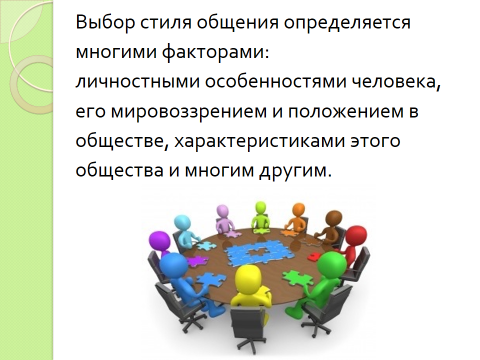 Выбор стиля общения определяется
многими факторами:
личностными особенностями человека,
его мировоззрением и положением в
обществе, характеристиками этого
общества и многим другим.